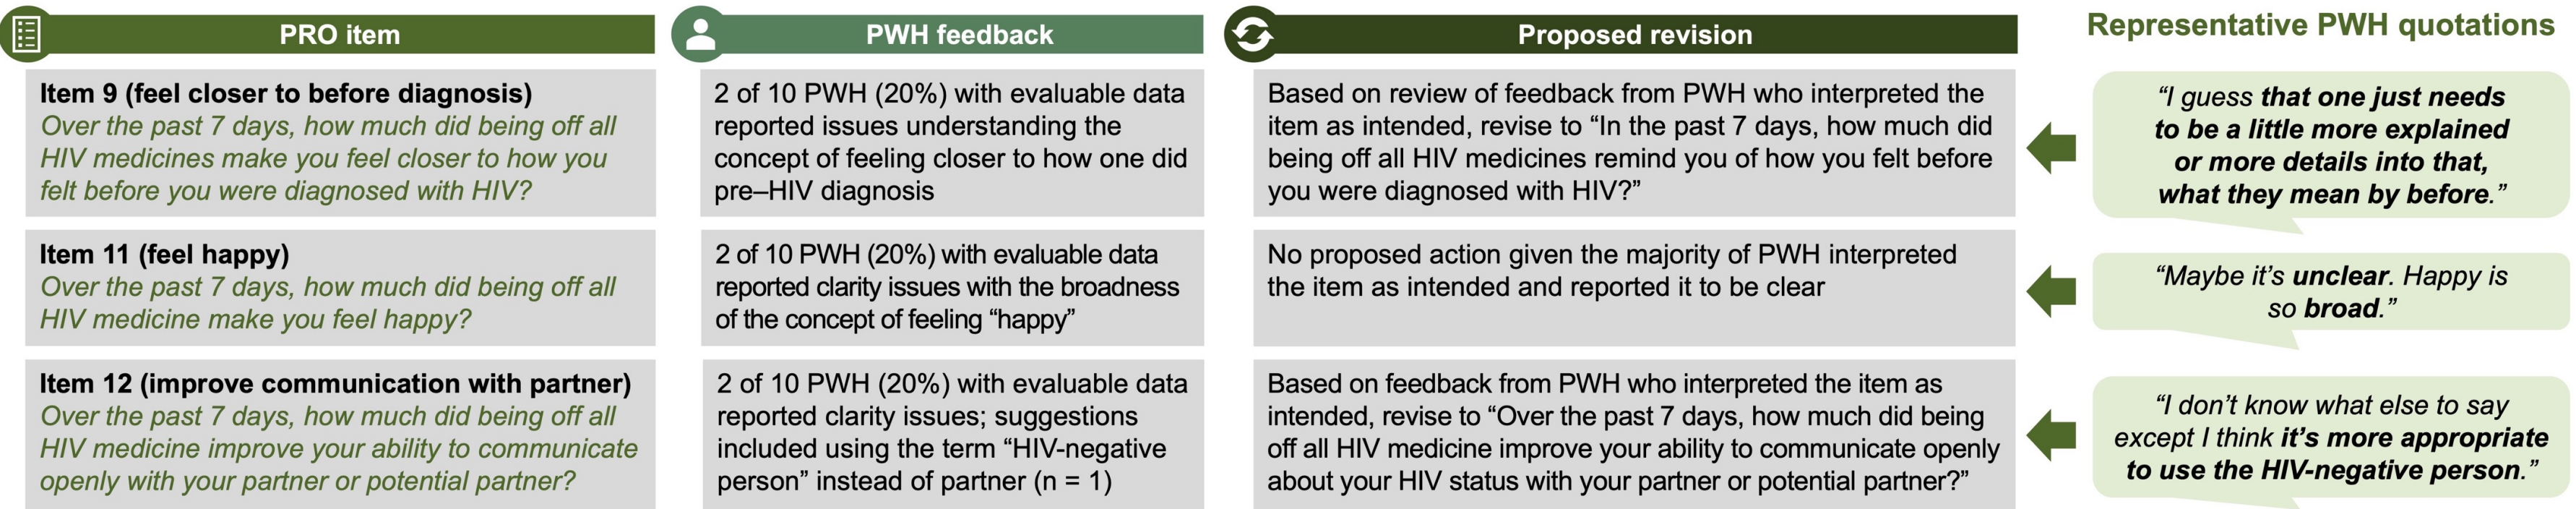 PRO item
PWH feedback
Proposed revision
Representative PWH quotations
Item 9 (feel closer to before diagnosis)
Over the past 7 days, how much did being off all
HIV medicines make you feel closer to how you
felt before you were diagnosed with HIV?
2 of 10 PWH (20%) with evaluable data
reported issues understanding the
concept of feeling closer to how one did
pre–HIV diagnosis
Based on review of feedback from PWH who interpreted the
item as intended, revise to “In the past 7 days, how much did
being off all HIV medicines remind you of how you felt before
you were diagnosed with HIV?”
“I guess that one just needs
to be a little more explained
or more details into that,
what they mean by before.”
Item 11 (feel happy)
Over the past 7 days, how much did being off all
HIV medicine make you feel happy?
2 of 10 PWH (20%) with evaluable data
reported clarity issues with the broadness
of the concept of feeling “happy”
No proposed action given the majority of PWH interpreted
the item as intended and reported it to be clear
“Maybe it’s unclear. Happy is
so broad.”
Item 12 (improve communication with partner)
Over the past 7 days, how much did being off all
HIV medicine improve your ability to communicate
openly with your partner or potential partner?
2 of 10 PWH (20%) with evaluable data
reported clarity issues; suggestions
included using the term “HIV-negative
person” instead of partner (n = 1)
Based on feedback from PWH who interpreted the item as
intended, revise to “Over the past 7 days, how much did being
off all HIV medicine improve your ability to communicate openly
about your HIV status with your partner or potential partner?”
“I don’t know what else to say
except I think it’s more appropriate
to use the HIV-negative person.”